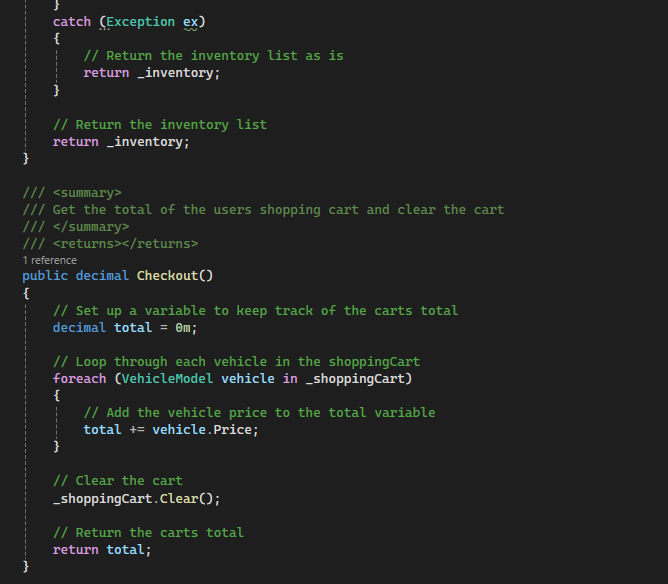 }
catch (Exception ex)
{
// Return the inventory list as is
return _inventory;
}
// Return the inventory list
return _inventory;
}
/// <summary>
/// Get the total of the users shopping cart and clear the cart
/// </summary>
/// <returns></returns>
1 reference
public decimal Checkout()
{
// Set up a variable to keep track of the carts total
decimal total = 0m;
// Loop through each vehicle in the shoppingCart
foreach (VehicleModel vehicle in _shoppingCart)
{
// Add the vehicle price to the total variable
total += vehicle.Price;
}
// Clear the cart
_shoppingCart.Clear();
// Return the carts total
return total;
}